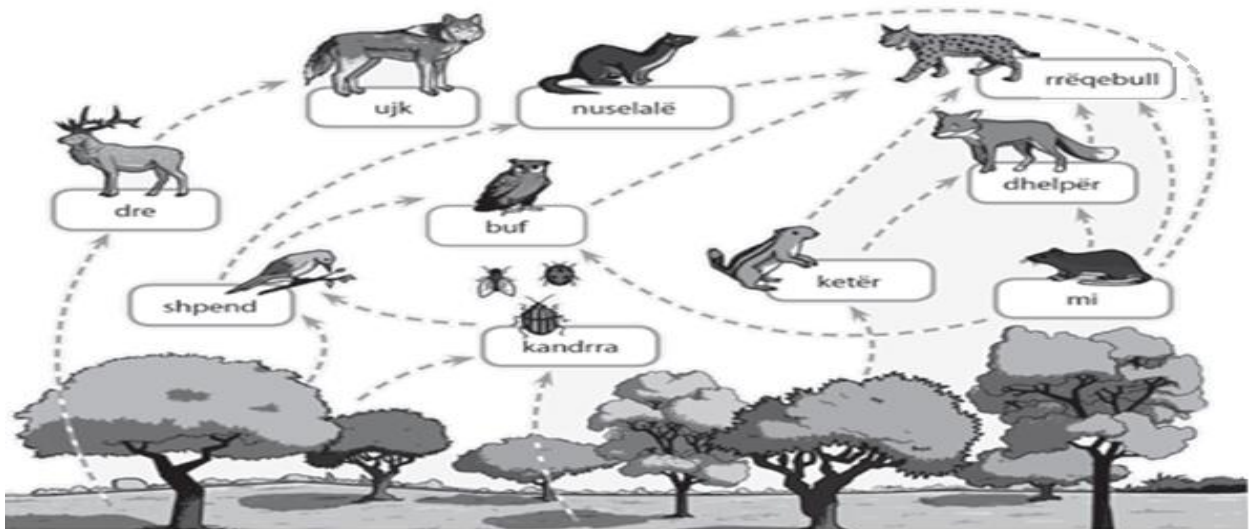 ujk
nuselalë
rrëqebull
dre
buf
dhelpër
shpend
kandrra
ketër
mi